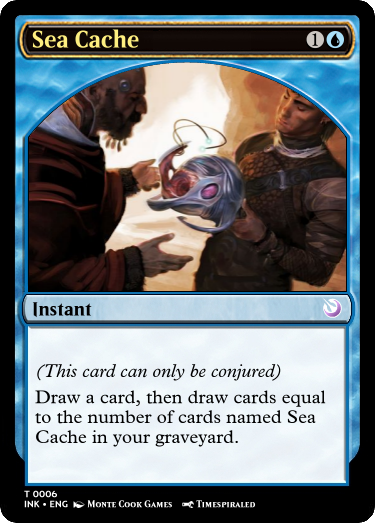 Sea Cache 1
Instant
(This card can only be conjured)
Draw a card, then draw cards equal
to the number of cards named Sea
Cache in your graveyard.
T 0006
INK • ENG Monte Cook Games Timespiraled